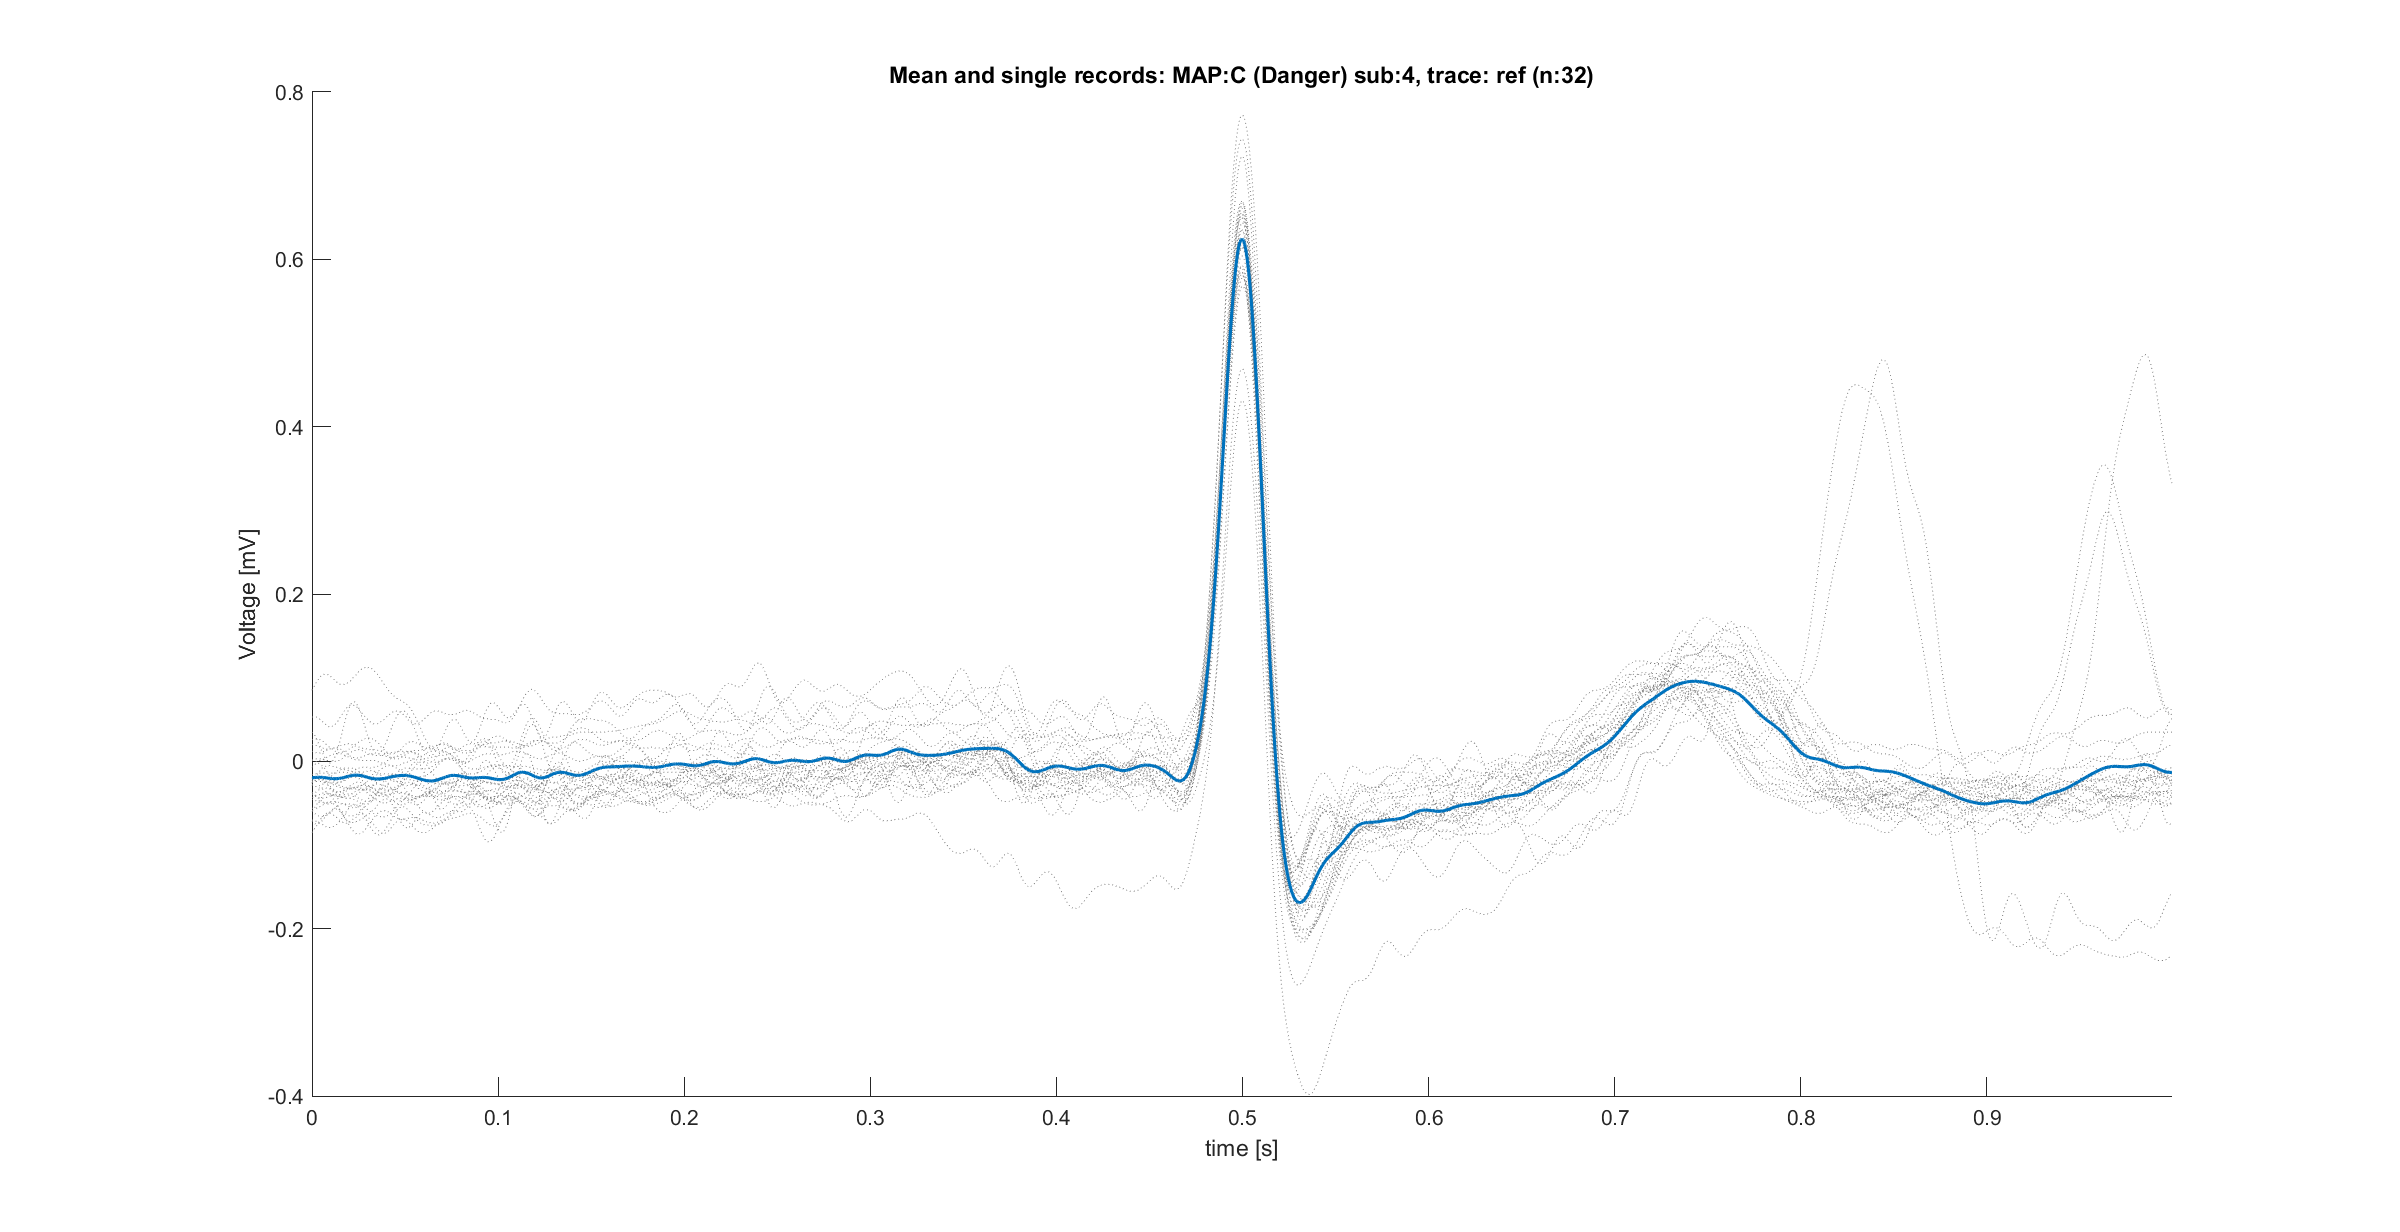 Mean and single records: MAP:C (Danger) sub:4, trace: ref (n:32)
0.8
0.6
0.4
0.2
0
-0.2
-0.4
Voltage [mV]
0 0.1 0.2 0.3 0.4 0.5 0.6 0.7 0.8 0.9
time [s]